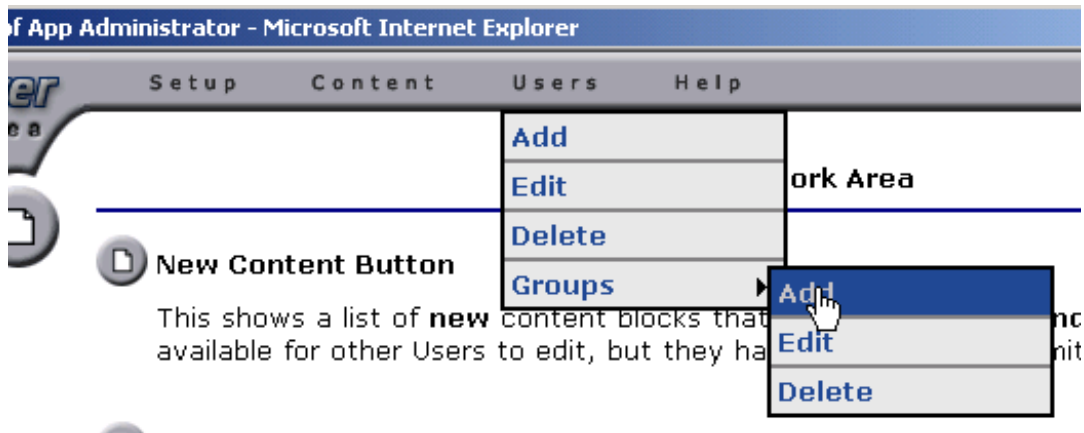 of App Administrator - Microsoft Internet Explorer
Setup Content Users Help
Add
ork Area
Edit
Delete
New Content Button
Groups
Add
This shows a list of new content blocks that
available for other Users to edit, but they ha
Edit
Delete